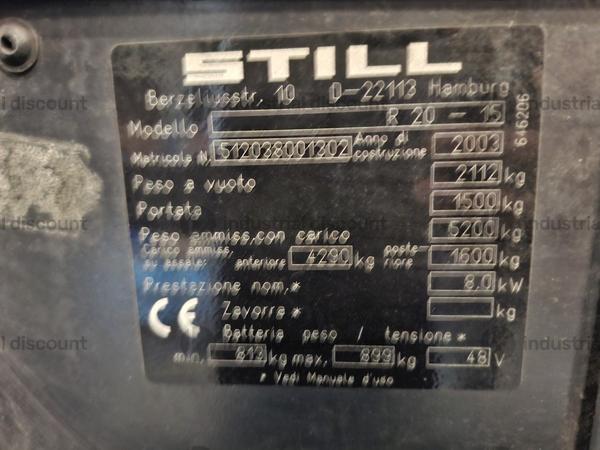 STILL
Berzeliusstr. 10 D-22113 Hamburg
Modello R 20 - 15
Matricola N. 512038001302 Anno di costruzione 2003
Peso a vuoto 2112 kg
Portata 1500 kg
Peso ammiss.con carico 5200 kg
Carico ammiss. su assale: anteriore 4290 kg posteriore 1600 kg
Prestazione nom.* 8.0 kW
Zavorra * kg
CE
Batteria peso / tensione *
min. 813 kg max. 899 kg 48 V
* Vedi Manuale d'uso
646206
industrial discount